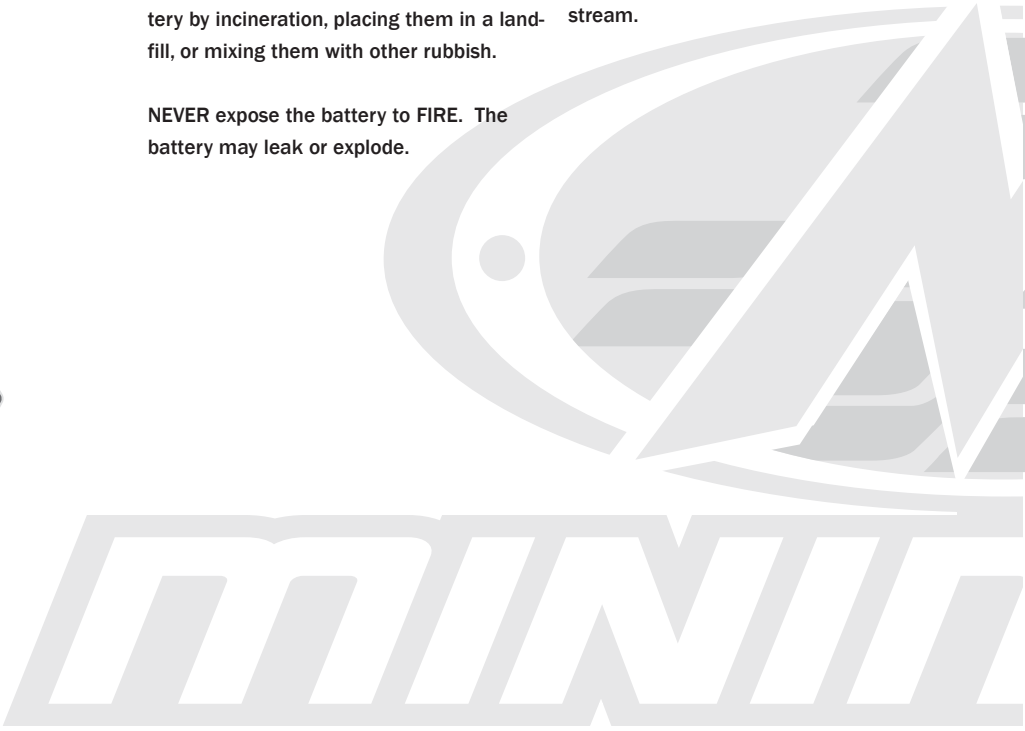 tery by incineration, placing them in a land-
fill, or mixing them with other rubbish.
NEVER expose the battery to FIRE.  The
battery may leak or explode.
stream.